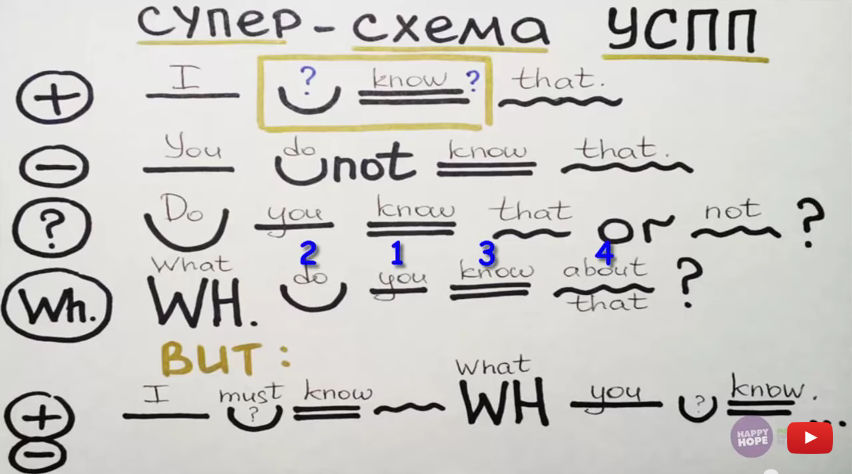 СУПЕР - СХЕМА УСПП
+ I ? know ? that.
− You do not know that.
? Do you know that or not ?
2 1 3 4
What do you know about
Wh. WH. that ?
BUT :
I must know What you know.
+ ? WH ? ...
−
HAPPY HOPE